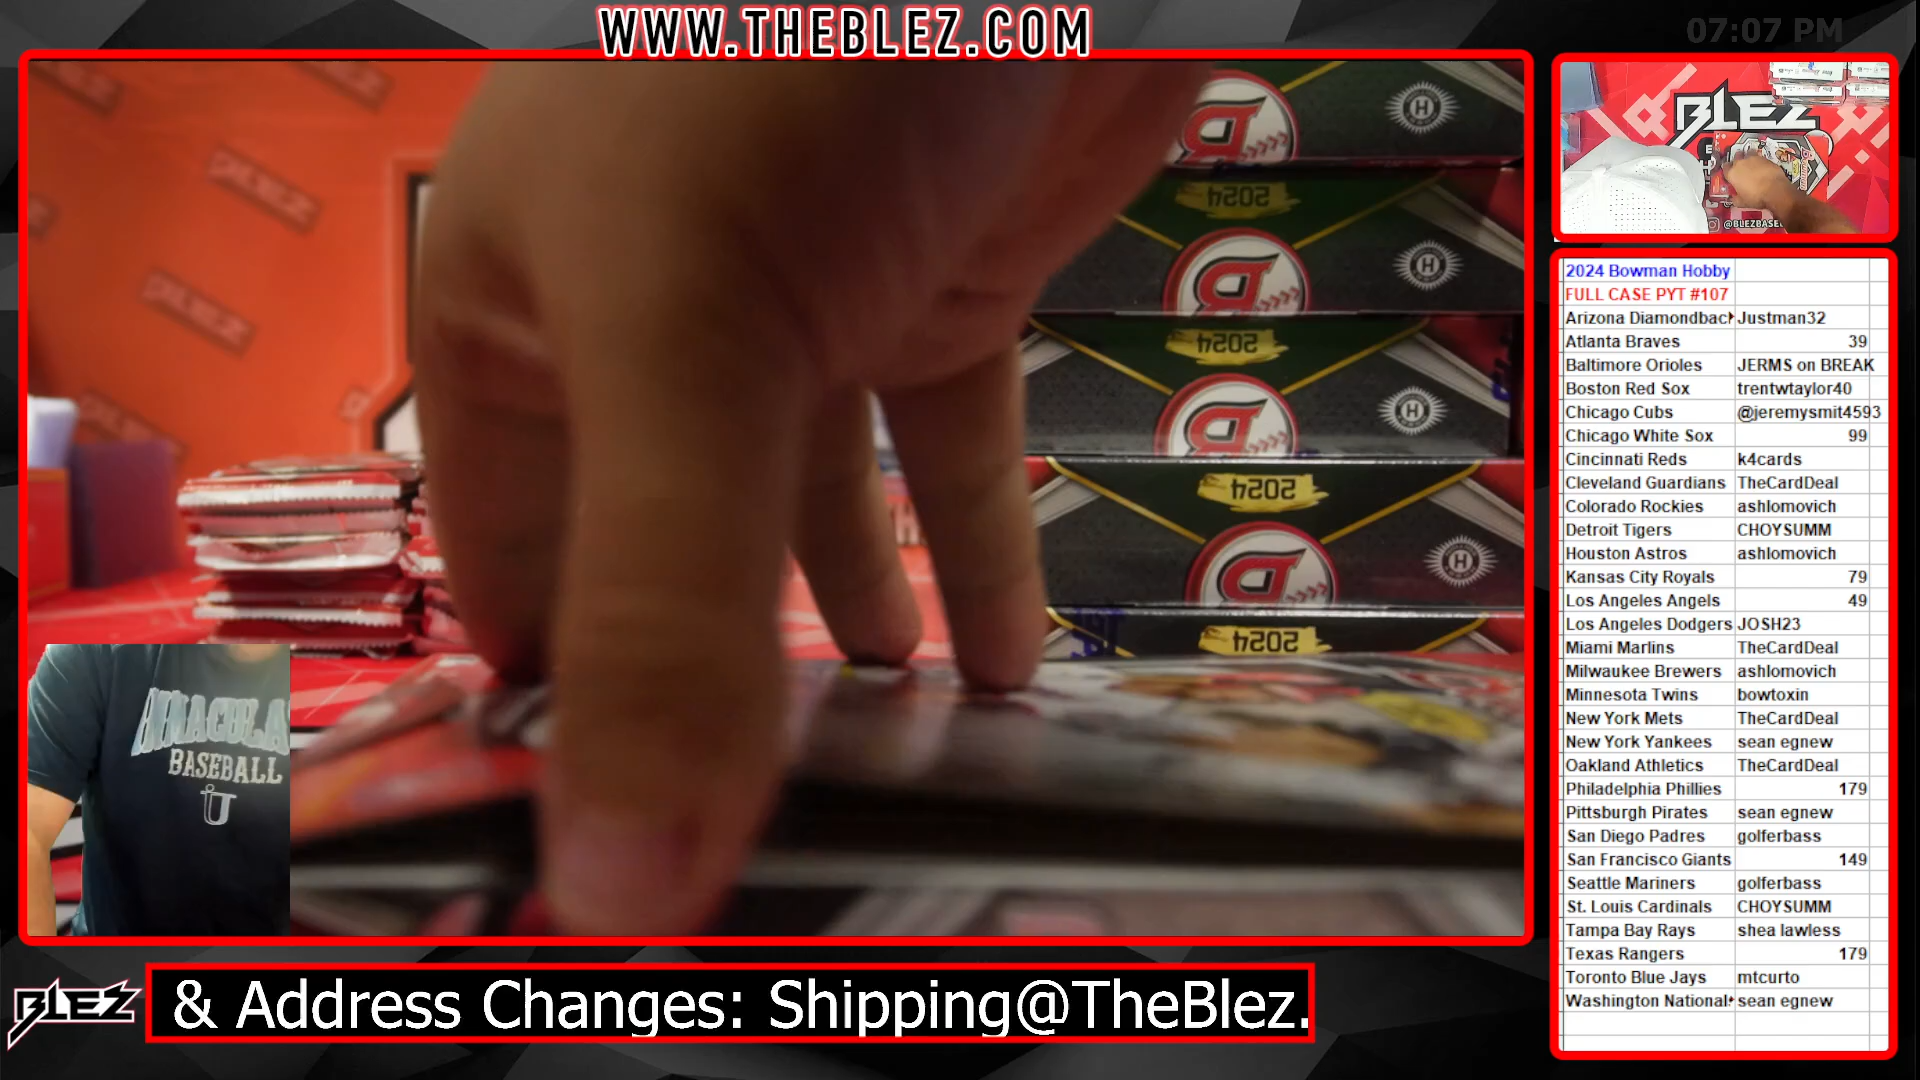 WWW.THEBLEZ.COM
07:07 PM
BLEZ
@BLEZBASE
2024
2024
2024
2024
B
H
IMMACULA
BASEBALL
2024 Bowman Hobby
FULL CASE PYT #107
Arizona Diamondback Justman32
Atlanta Braves 39
Baltimore Orioles JERMS on BREAK
Boston Red Sox trentwtaylor40
Chicago Cubs @jeremysmit4593
Chicago White Sox 99
Cincinnati Reds k4cards
Cleveland Guardians TheCardDeal
Colorado Rockies ashlomovich
Detroit Tigers CHOYSUMM
Houston Astros ashlomovich
Kansas City Royals 79
Los Angeles Angels 49
Los Angeles Dodgers JOSH23
Miami Marlins TheCardDeal
Milwaukee Brewers ashlomovich
Minnesota Twins bowtoxin
New York Mets TheCardDeal
New York Yankees sean egnew
Oakland Athletics TheCardDeal
Philadelphia Phillies 179
Pittsburgh Pirates sean egnew
San Diego Padres golferbass
San Francisco Giants 149
Seattle Mariners golferbass
St. Louis Cardinals CHOYSUMM
Tampa Bay Rays shea lawless
Texas Rangers 179
Toronto Blue Jays mtcurto
Washington National sean egnew
BLEZ
& Address Changes: Shipping@TheBlez.